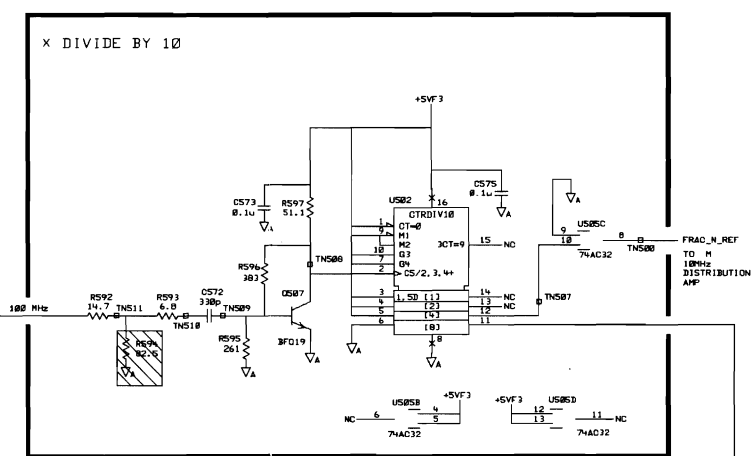 × DIVIDE BY 10
+5VF3
C573
0.1u
R597
51.1
C575
0.1u
U502
16
CTRDIV10
1 CT=0
9 M1
M2
10 G3
7 G4
2 C5/2,3,4+
3CT=9 15 NC
3 1,5D [1] 14 NC
4 [2] 13 NC
5 [4] 12
6 [8] 11
8
A
R596
383
TN508
Q507
BFQ19
100 MHz
R592
14.7
TN511
R593
6.8
TN510
C572
330p
TN509
R594
82.5
R595
261
A
A
A
A
A
A
A
A
9
10
U505C
8
74AC32
TN500
FRAC_N_REF
TO M
10MHz
DISTRIBUTION
AMP
TN507
NC 6
U505B
4
5
74AC32
+5VF3
+5VF3
U505D
12
13
11 NC
74AC32